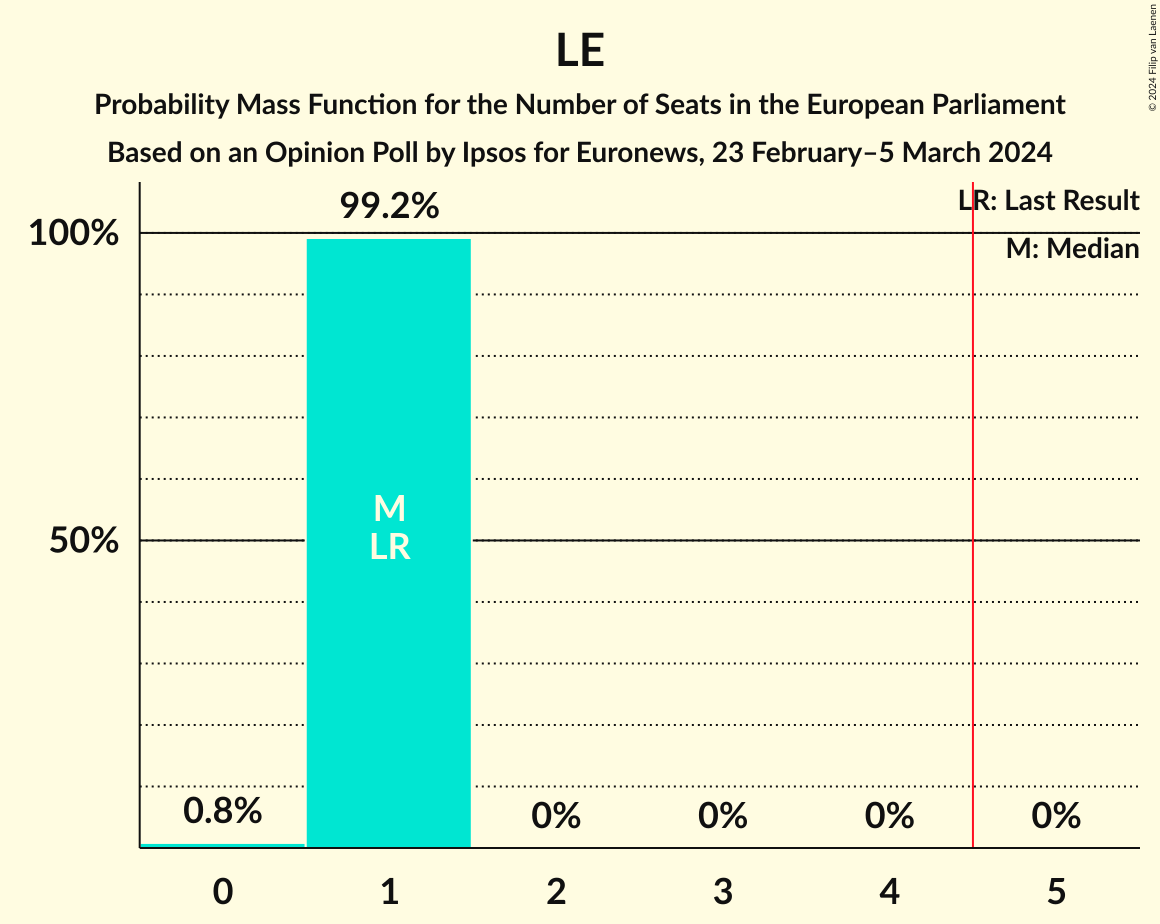 LE
Probability Mass Function for the Number of Seats in the European Parliament
Based on an Opinion Poll by Ipsos for Euronews, 23 February–5 March 2024
© 2024 Filip van Laenen
LR: Last Result
M: Median
100%
50%
99.2%
M
LR
0.8%
0%
0%
0%
0%
0
1
2
3
4
5